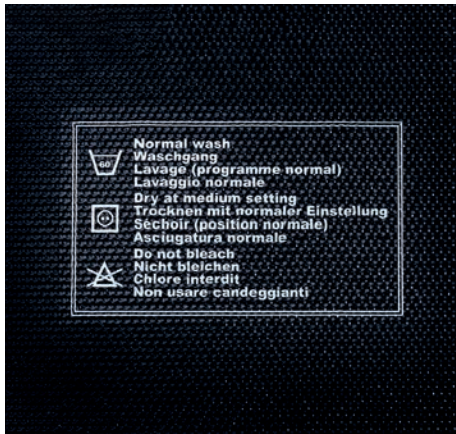 Normal wash
Waschgang
60
Lavage (programme normal)
Lavaggio normale
Dry at medium setting
Trocknen mit normaler Einstellung
Séchoir (position normale)
Asciugatura normale
Do not bleach
Nicht bleichen
Chlore interdit
Non usare candeggianti